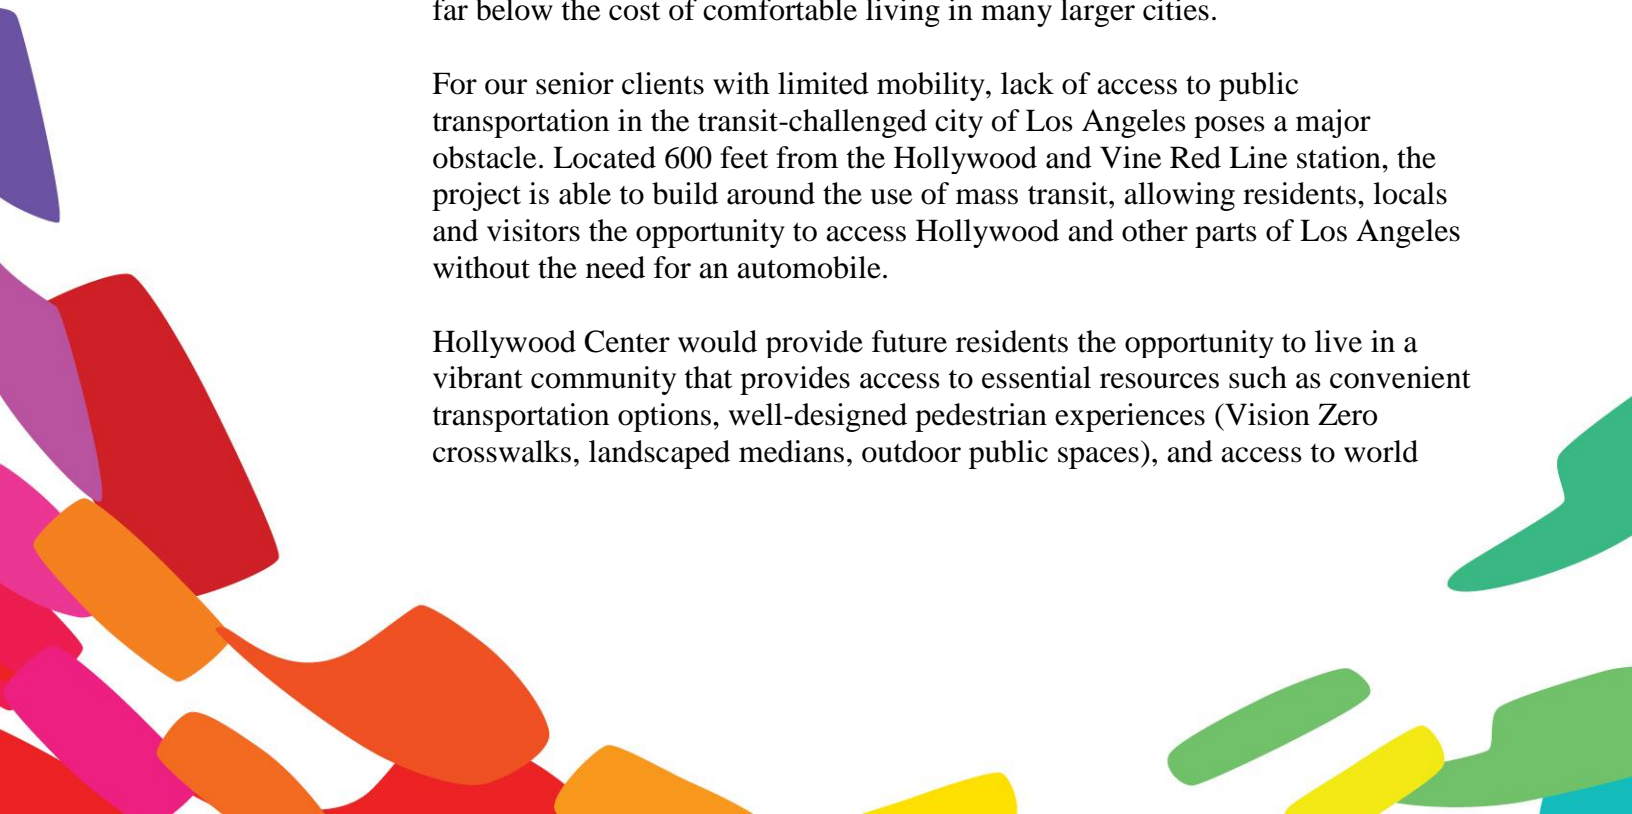 far below the cost of comfortable living in many larger cities.
For our senior clients with limited mobility, lack of access to public
transportation in the transit-challenged city of Los Angeles poses a major
obstacle. Located 600 feet from the Hollywood and Vine Red Line station, the
project is able to build around the use of mass transit, allowing residents, locals
and visitors the opportunity to access Hollywood and other parts of Los Angeles
without the need for an automobile.
Hollywood Center would provide future residents the opportunity to live in a
vibrant community that provides access to essential resources such as convenient
transportation options, well-designed pedestrian experiences (Vision Zero
crosswalks, landscaped medians, outdoor public spaces), and access to world